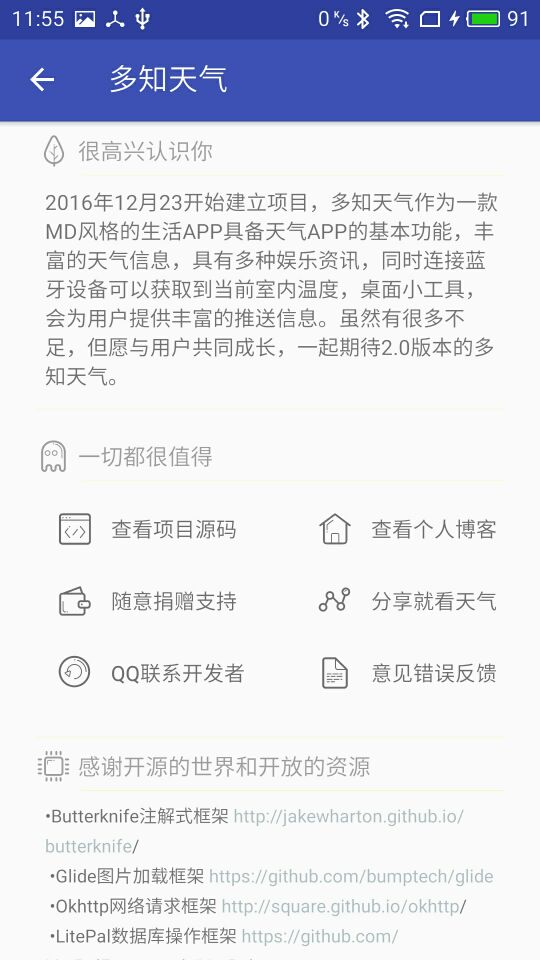 11:55
0 K/s
91
多知天气
很高兴认识你
2016年12月23开始建立项目，多知天气作为一款
MD风格的生活APP具备天气APP的基本功能，丰
富的天气信息，具有多种娱乐资讯，同时连接蓝
牙设备可以获取到当前室内温度，桌面小工具，
会为用户提供丰富的推送信息。虽然有很多不
足，但愿与用户共同成长，一起期待2.0版本的多
知天气。
一切都很值得
查看项目源码
查看个人博客
随意捐赠支持
分享就看天气
QQ联系开发者
意见错误反馈
感谢开源的世界和开放的资源
•Butterknife注解式框架 http://jakewharton.github.io/
butterknife/
•Glide图片加载框架 https://github.com/bumptech/glide
•Okhttp网络请求框架 http://square.github.io/okhttp/
•LitePal数据库操作框架 https://github.com/